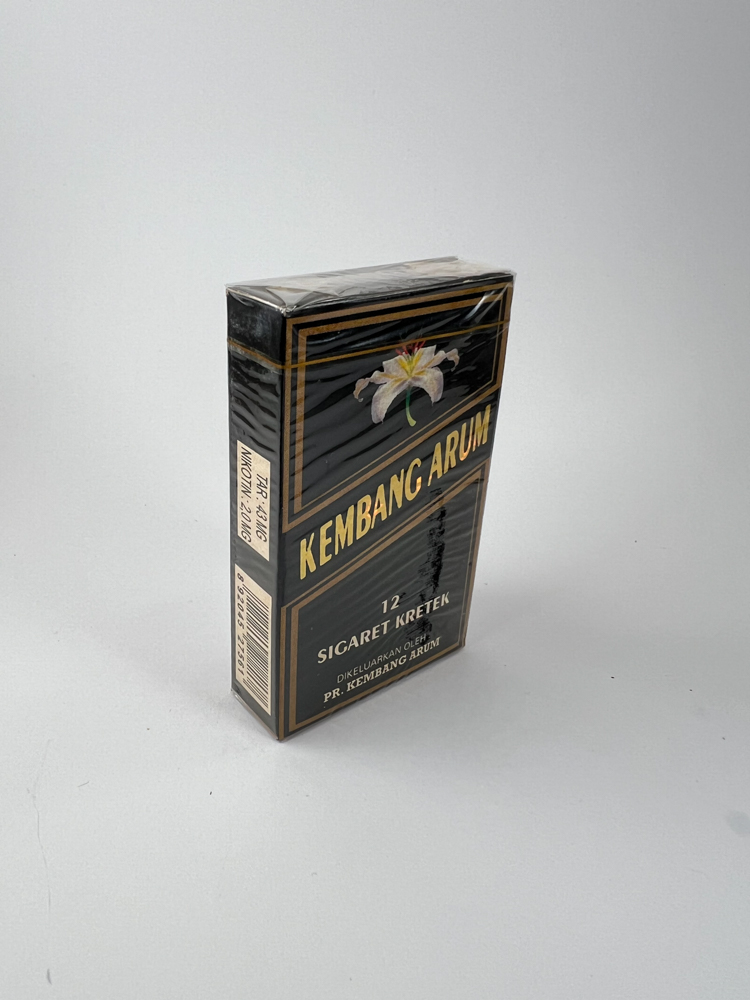 KEMBANG ARUM
12
SIGARET KRETEK
DIKELUARKAN OLEH
PR. KEMBANG ARUM
TAR : 43 MG
NIKOTIN : 2,0 MG